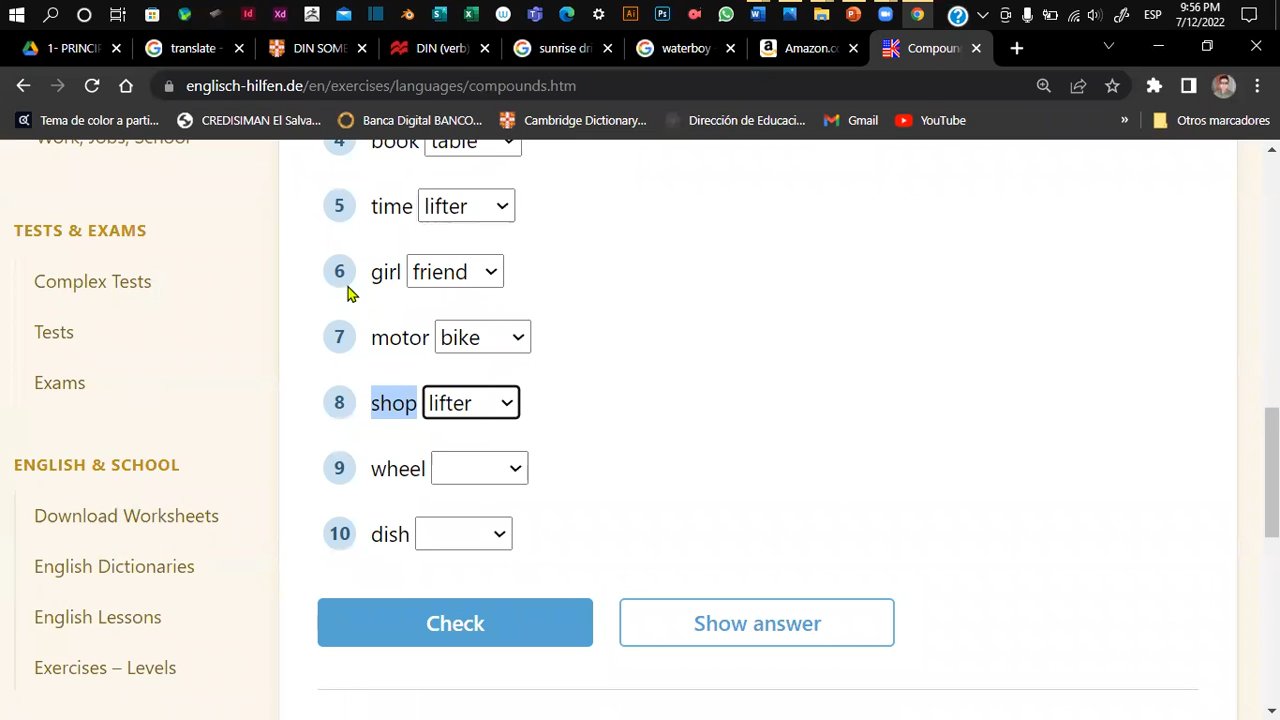 9:56 PM
ESP
7/12/2022
1- PRINCIP
translate -
DIN SOME
DIN (verb)
sunrise dri
waterboy
Amazon.co
Compoun
englisch-hilfen.de/en/exercises/languages/compounds.htm
Tema de color a parti...
CREDISIMAN El Salva...
Banca Digital BANCO...
Cambridge Dictionary...
Dirección de Educaci...
Gmail
YouTube
»
Otros marcadores
Work, Jobs, School
TESTS & EXAMS
Complex Tests
Tests
Exams
ENGLISH & SCHOOL
Download Worksheets
English Dictionaries
English Lessons
Exercises – Levels
4 book table
5 time lifter
6 girl friend
7 motor bike
8 shop lifter
9 wheel
10 dish
Check
Show answer